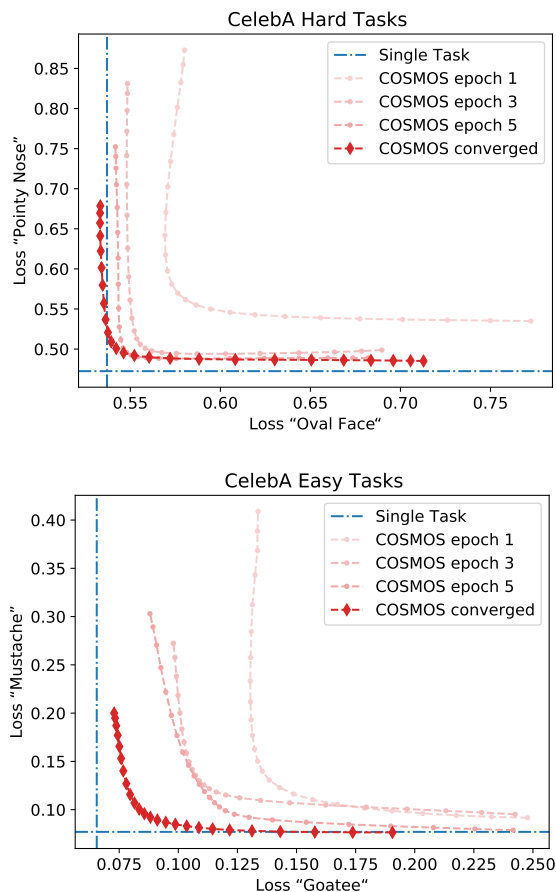 CelebA Hard Tasks
Single Task
COSMOS epoch 1
COSMOS epoch 3
COSMOS epoch 5
COSMOS converged
0.85
0.80
0.75
0.70
0.65
0.60
0.55
0.50
Loss “Pointy Nose”
0.55 0.60 0.65 0.70 0.75
Loss “Oval Face“
CelebA Easy Tasks
Single Task
COSMOS epoch 1
COSMOS epoch 3
COSMOS epoch 5
COSMOS converged
0.40
0.35
0.30
0.25
0.20
0.15
0.10
Loss “Mustache”
0.075 0.100 0.125 0.150 0.175 0.200 0.225 0.250
Loss “Goatee“